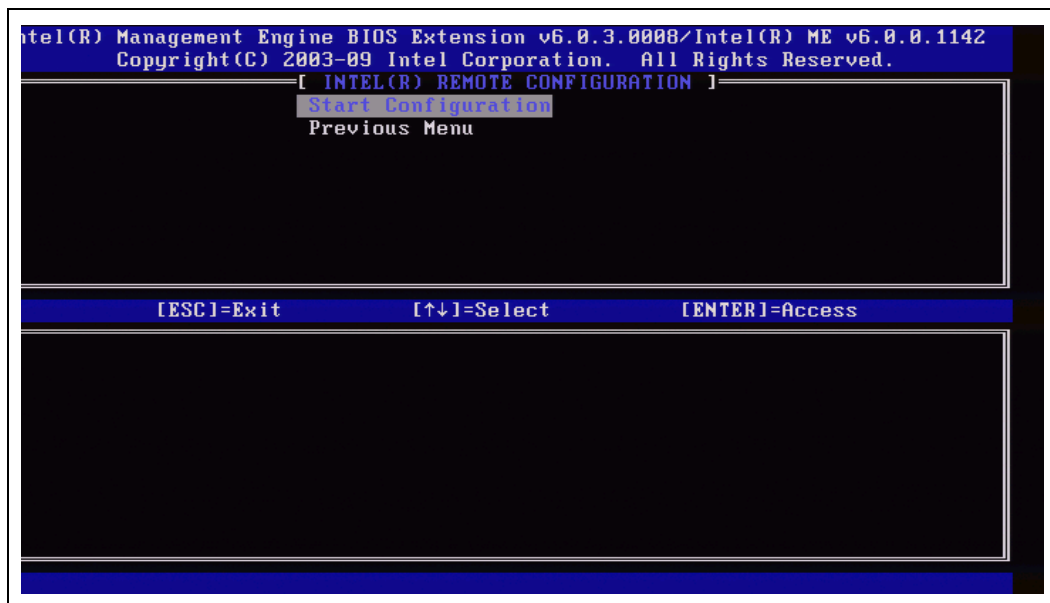 ntel(R) Management Engine BIOS Extension v6.0.3.0008/Intel(R) ME v6.0.0.1142
Copyright(C) 2003-09 Intel Corporation. All Rights Reserved.
[ INTEL(R) REMOTE CONFIGURATION ]
Start Configuration
Previous Menu
[ESC]=Exit [↑↓]=Select [ENTER]=Access